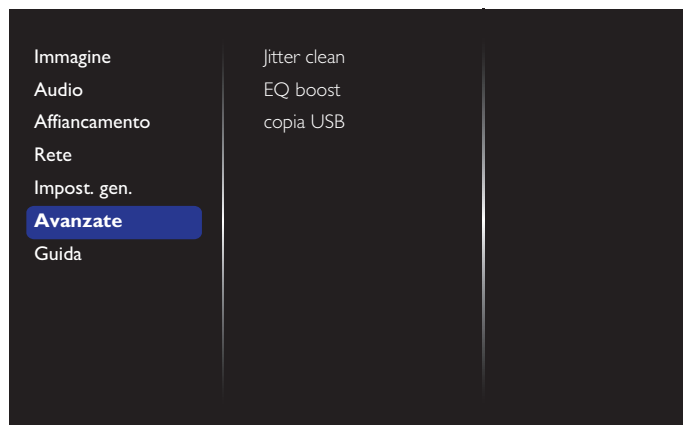 Immagine
Audio
Affiancamento
Rete
Impost. gen.
Avanzate
Guida
Jitter clean
EQ boost
copia USB